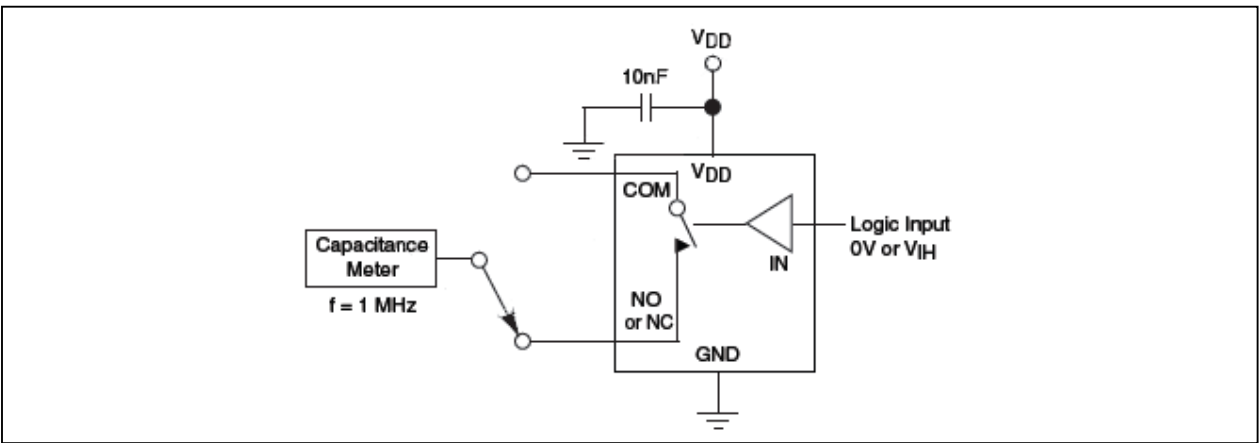 VDD
10nF
VDD
COM
Logic Input
0V or VIH
IN
Capacitance
Meter
f = 1 MHz
NO
or NC
GND